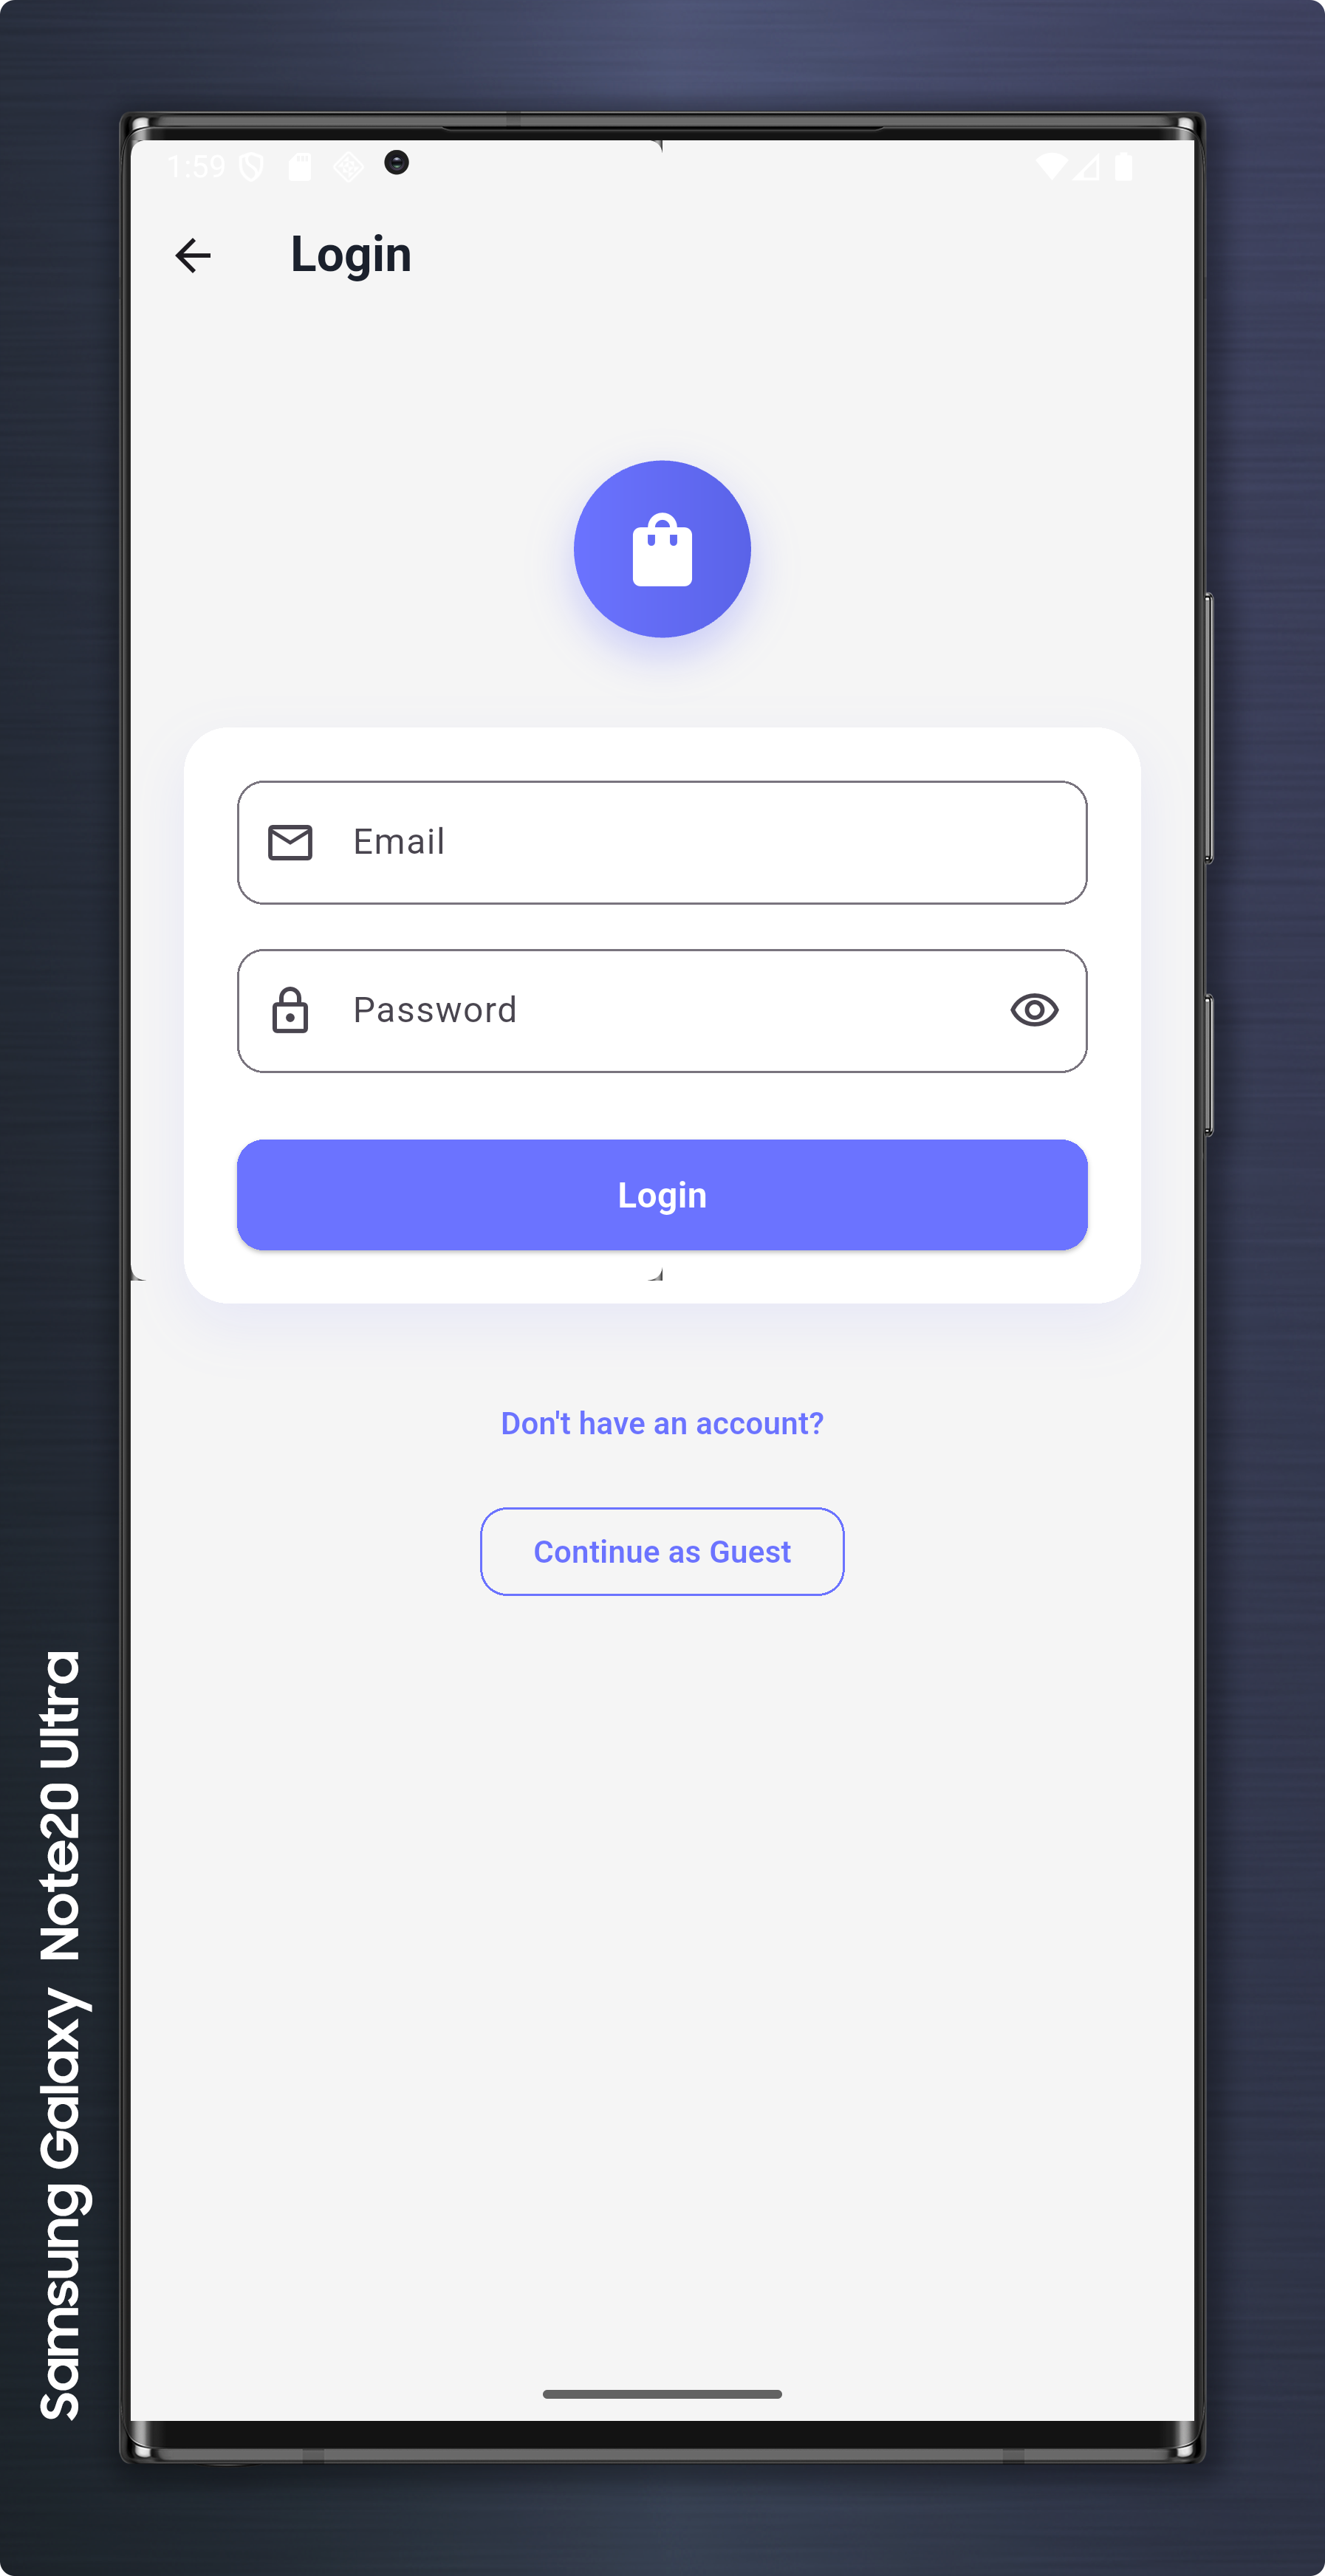 1:59
Login
Email
Password
Login
Don't have an account?
Continue as Guest
Samsung Galaxy Note20 Ultra